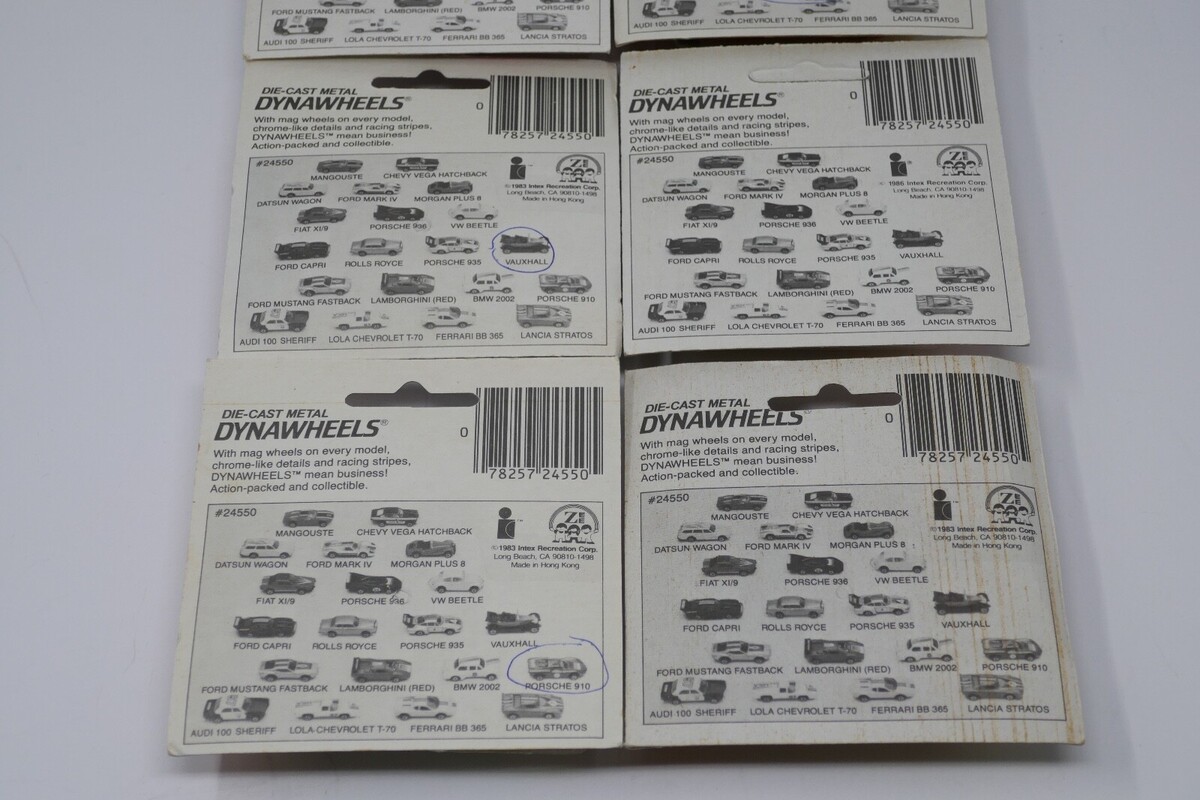 FORD MUSTANG FASTBACK LAMBORGHINI (RED) BMW 2002 PORSCHE 910
AUDI 100 SHERIFF LOLA CHEVROLET T-70 FERRARI BB 365 LANCIA STRATOS
AUDI 100 SHERIFF LOLA CHEVROLET T-70 FERRARI BB 365 LANCIA STRATOS
DIE-CAST METAL
DYNAWHEELS®
0 78257 24550
With mag wheels on every model,
chrome-like details and racing stripes,
DYNAWHEELS™ mean business!
Action-packed and collectible.
#24550
MANGOUSTE CHEVY VEGA HATCHBACK
i ZEE
©1983 Intex Recreation Corp.
Long Beach, CA 90810-1498
Made in Hong Kong
DATSUN WAGON FORD MARK IV MORGAN PLUS 8
FIAT XI/9 PORSCHE 936 VW BEETLE
FORD CAPRI ROLLS ROYCE PORSCHE 935 VAUXHALL
FORD MUSTANG FASTBACK LAMBORGHINI (RED) BMW 2002 PORSCHE 910
AUDI 100 SHERIFF LOLA CHEVROLET T-70 FERRARI BB 365 LANCIA STRATOS
DIE-CAST METAL
DYNAWHEELS®
0 78257 24550
With mag wheels on every model,
chrome-like details and racing stripes,
DYNAWHEELS™ mean business!
Action-packed and collectible.
#24550
MANGOUSTE CHEVY VEGA HATCHBACK
i ZEE
Intex Recreation Corp.
Long Beach, CA 90810-1498
Made in Hong Kong
DATSUN WAGON FORD MARK IV MORGAN PLUS 8
FIAT XI/9 PORSCHE 936 VW BEETLE
FORD CAPRI ROLLS ROYCE PORSCHE 935 VAUXHALL
FORD MUSTANG FASTBACK LAMBORGHINI (RED) BMW 2002 PORSCHE 910
AUDI 100 SHERIFF LOLA CHEVROLET T-70 FERRARI BB 365 LANCIA STRATOS
DIE-CAST METAL
DYNAWHEELS®
0 78257 24550
With mag wheels on every model,
chrome-like details and racing stripes,
DYNAWHEELS™ mean business!
Action-packed and collectible.
#24550
MANGOUSTE CHEVY VEGA HATCHBACK
i ZEE
©1983 Intex Recreation Corp.
Long Beach, CA 90810-1498
Made in Hong Kong
DATSUN WAGON FORD MARK IV MORGAN PLUS 8
FIAT XI/9 PORSCHE 936 VW BEETLE
FORD CAPRI ROLLS ROYCE PORSCHE 935 VAUXHALL
FORD MUSTANG FASTBACK LAMBORGHINI (RED) BMW 2002 PORSCHE 910
AUDI 100 SHERIFF LOLA-CHEVROLET T-70 FERRARI BB 365 LANCIA STRATOS
DIE-CAST METAL
DYNAWHEELS
0 78257 24550
With mag wheels on every model,
chrome-like details and racing stripes,
DYNAWHEELS™ mean business!
Action-packed and collectible.
#24550
MANGOUSTE CHEVY VEGA HATCHBACK
i ZEE
©1983 Intex Recreation Corp.
Long Beach, CA 90810-1498
Made in Hong Kong
DATSUN WAGON FORD MARK IV MORGAN PLUS 8
FIAT XI/9 PORSCHE 936 VW BEETLE
FORD CAPRI ROLLS ROYCE PORSCHE 935 VAUXHALL
FORD MUSTANG FASTBACK LAMBORGHINI (RED) BMW 2002 PORSCHE 910
AUDI 100 SHERIFF LOLA CHEVROLET T-70 FERRARI BB 365 LANCIA STRATOS